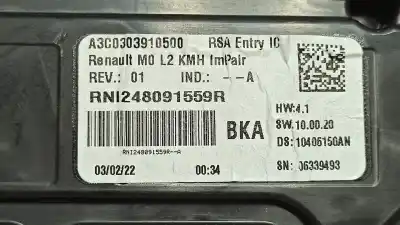 A3C0303910500 RSA Entry IC
Renault M0 L2 KMH ImPair
REV.: 01 IND.: --A
RNI248091559R
HW:4.1
SW:10.00.20
BKA
DS: 10406150AN
RNI248091559R--A
SN: 06339493
03/02/22 00:34